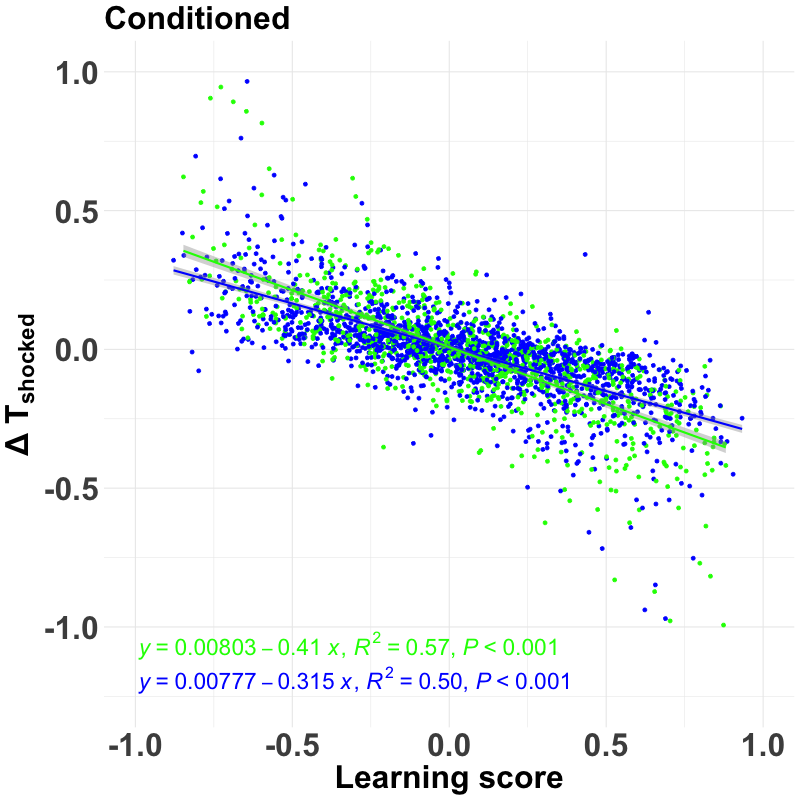 Conditioned
1.0
0.5
0.0
-0.5
-1.0
Δ Tshocked
y = 0.00803 – 0.41 x, R² = 0.57, P < 0.001
y = 0.00777 – 0.315 x, R² = 0.50, P < 0.001
-1.0 -0.5 0.0 0.5 1.0
Learning score